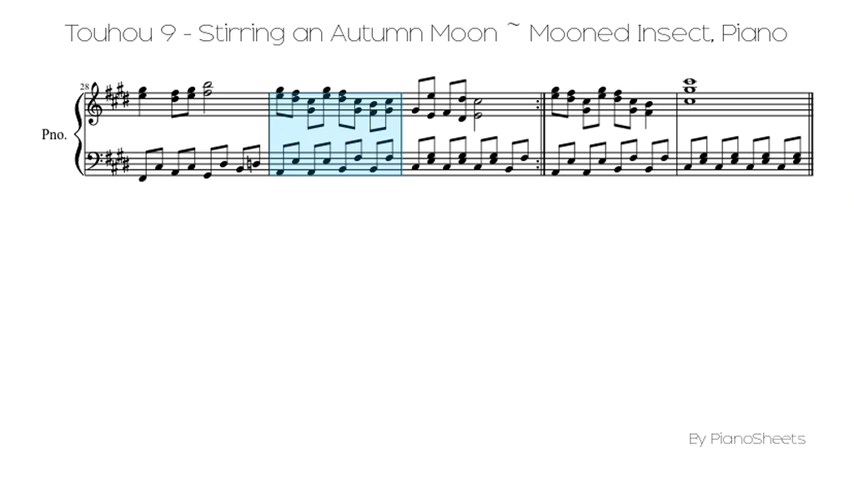 Touhou 9 - Stirring an Autumn Moon ~ Mooned Insect, Piano
28
Pno.
By PianoSheets